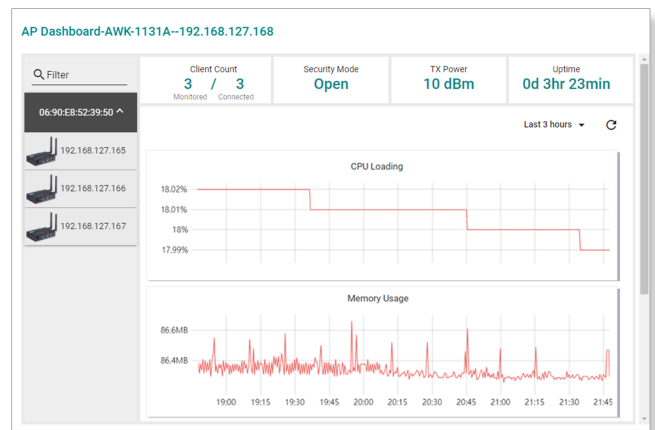 AP Dashboard-AWK-1131A--192.168.127.168
Filter
06:90:E8:52:39:50
192.168.127.165
192.168.127.166
192.168.127.167
Client Count
3 / 3
Monitored Connected
Security Mode
Open
TX Power
10 dBm
Uptime
0d 3hr 23min
Last 3 hours
CPU Loading
18.02%
18.01%
18%
17.99%
Memory Usage
86.6MB
86.4MB
19:00 19:15 19:30 19:45 20:00 20:15 20:30 20:45 21:00 21:15 21:30 21:45